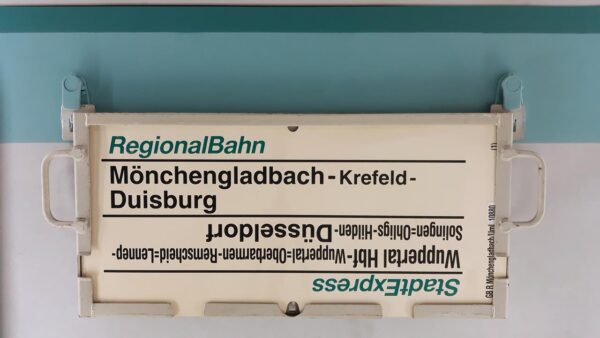 RegionalBahn
Mönchengladbach-Krefeld-
Duisburg
StadtExpress
Wuppertal Hbf-Wuppertal=Oberbarmen-Remscheid=Lennep-
Solingen=Ohligs-Hilden-Düsseldorf